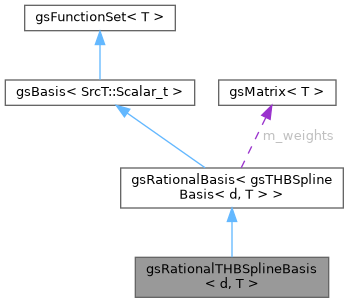 gsFunctionSet< T >
gsBasis< SrcT::Scalar_t >
gsMatrix< T >
m_weights
gsRationalBasis< gsTHBSpline
Basis< d, T > >
gsRationalTHBSplineBasis
< d, T >